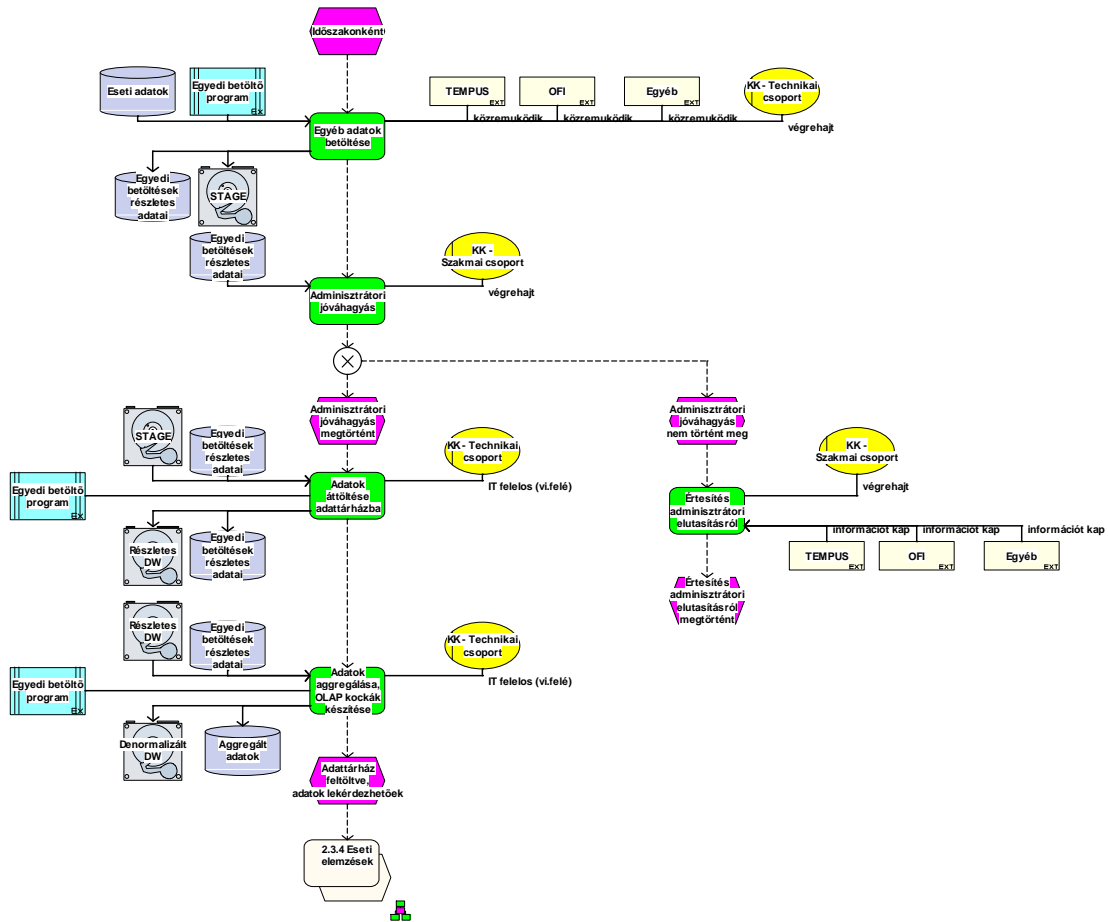 Időszakonként
Eseti adatok
Egyedi betöltő
program
Ex
TEMPUS
EXT
OFI
EXT
Egyéb
EXT
KK - Technikai
csoport
közremuködik
közremuködik
közremuködik
végrehajt
Egyéb adatok
betöltése
Egyedi
betöltések
részletes
adatai
STAGE
Egyedi
betöltések
részletes
adatai
KK -
Szakmai csoport
végrehajt
Adminisztrátori
jóváhagyás
Adminisztrátori
jóváhagyás
megtörtént
Adminisztrátori
jóváhagyás
nem történt meg
STAGE
Egyedi
betöltések
részletes
adatai
KK - Technikai
csoport
KK -
Szakmai csoport
Egyedi betöltő
program
Ex
Adatok
áttöltése
adattárházba
IT felelos (vi.felé)
végrehajt
Értesítés
adminisztrátori
elutasításról
információt kap
információt kap
információt kap
TEMPUS
EXT
OFI
EXT
Egyéb
EXT
Részletes
DW
Egyedi
betöltések
részletes
adatai
Értesítés
adminisztrátori
elutasításról
megtörtént
Részletes
DW
Egyedi
betöltések
részletes
adatai
KK - Technikai
csoport
Egyedi betöltő
program
Ex
Adatok
aggregálása,
OLAP kockák
készítése
IT felelos (vi.felé)
Denormalizált
DW
Aggregált
adatok
Adattárház
feltöltve,
adatok lekérdezhetőek
2.3.4 Eseti
elemzések